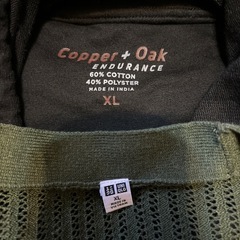 Copper + Oak
ENDURANCE
60% COTTON
40% POLYESTER
MADE IN INDIA
XL
XL